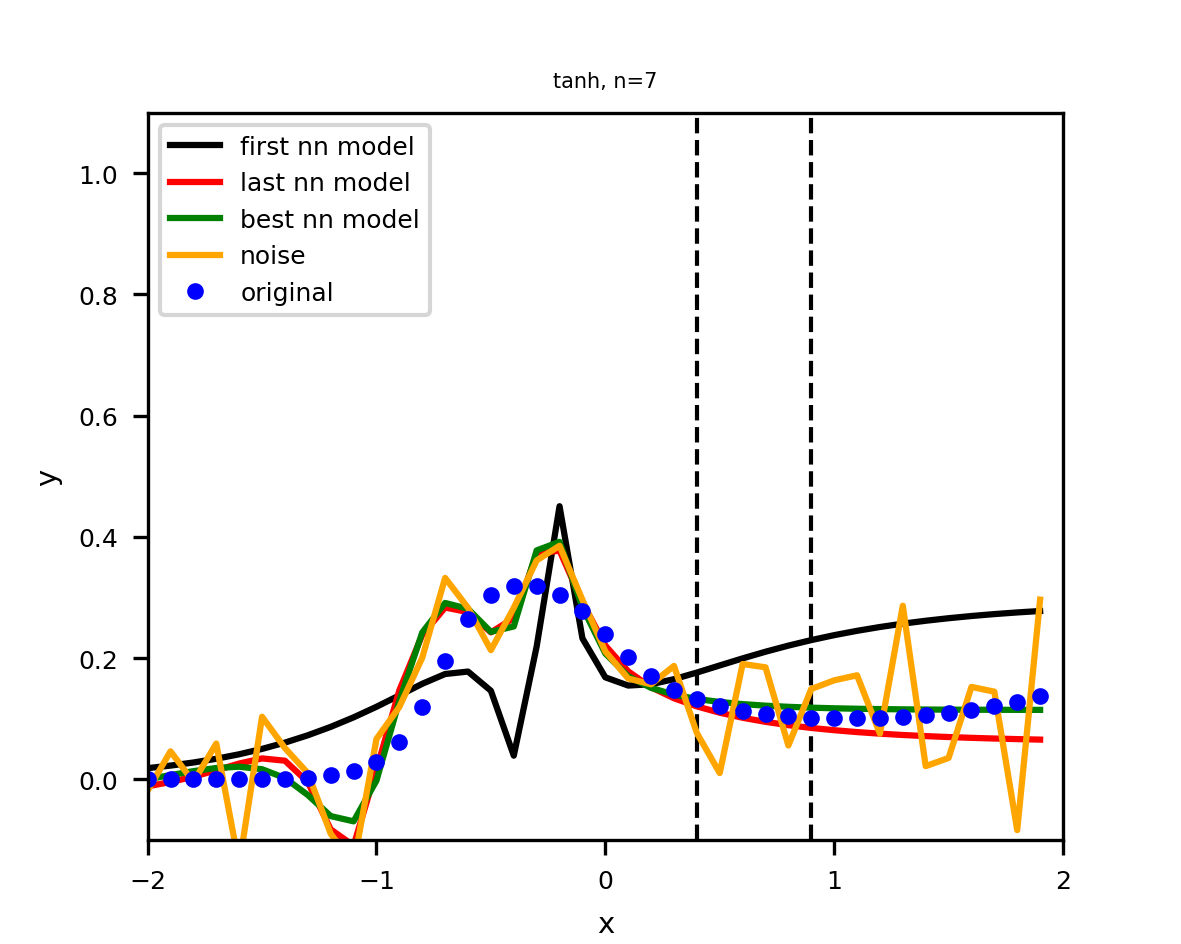 tanh, n=7
first nn model
last nn model
best nn model
noise
original
1.0
0.8
0.6
0.4
0.2
0.0
y
−2
−1
0
1
2
x